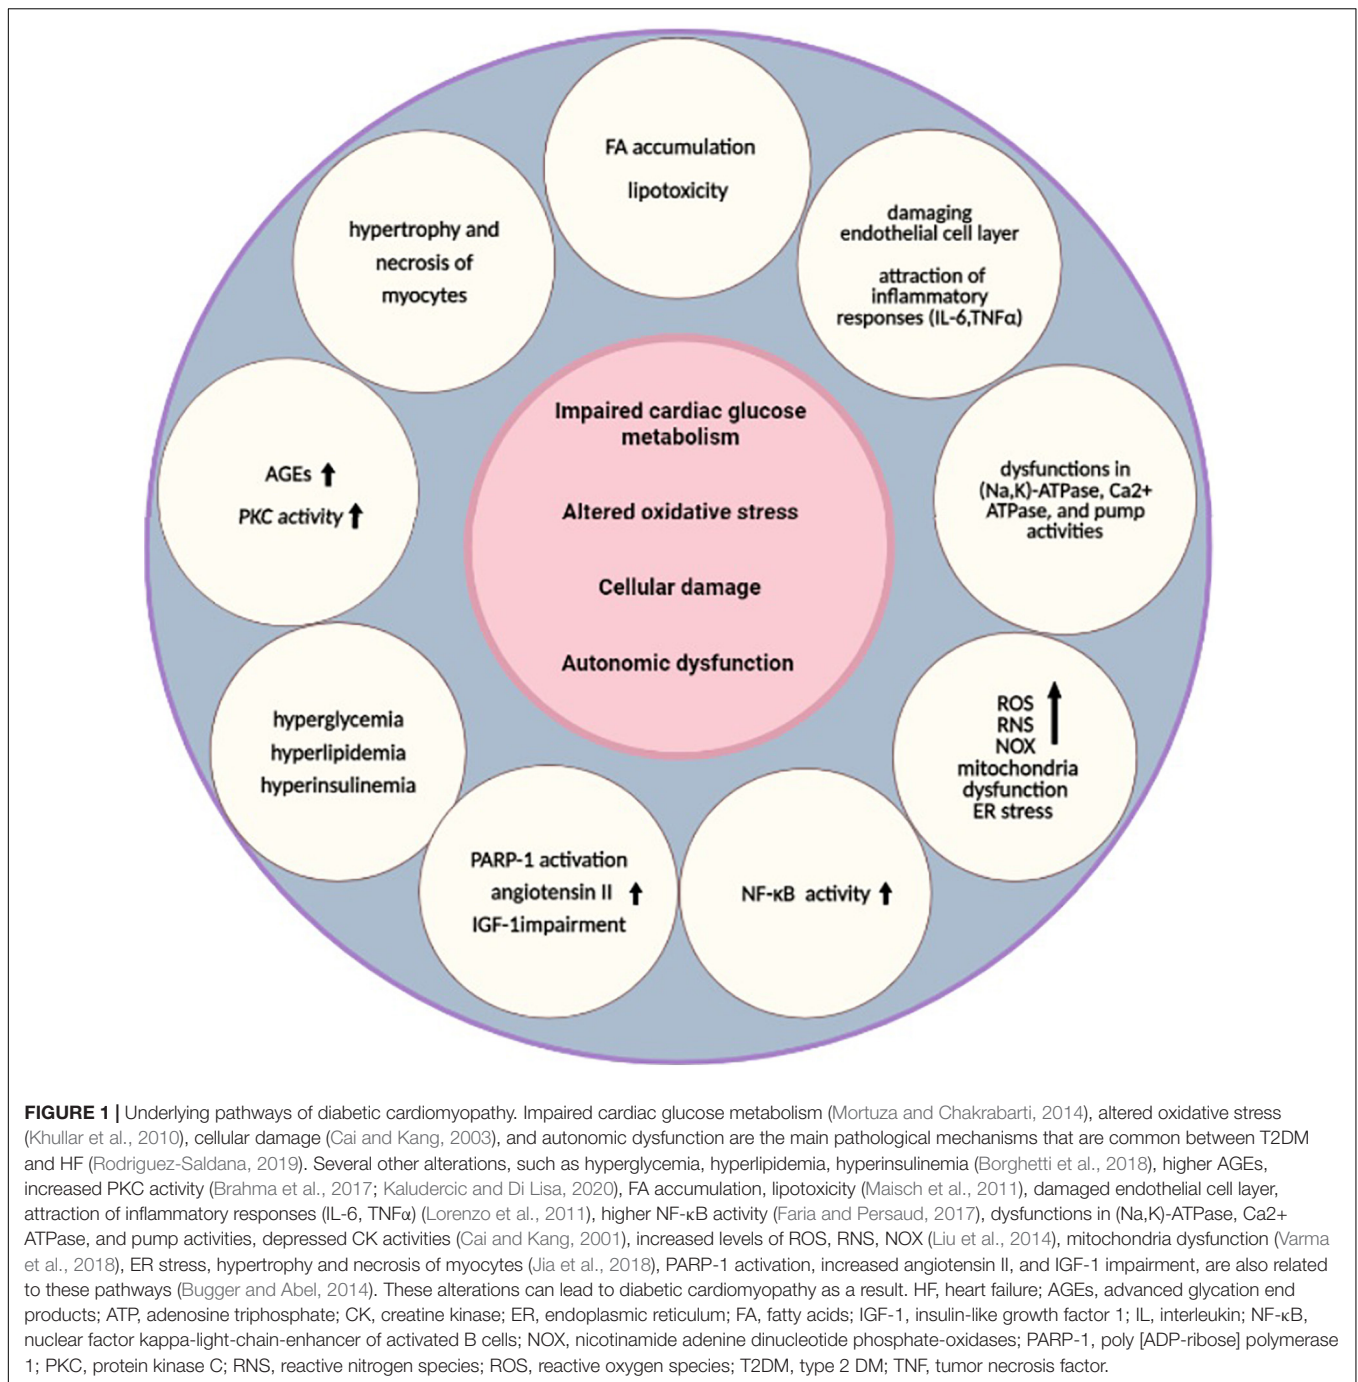 FA accumulation
lipotoxicity
damaging
endothelial cell layer
attraction of
inflammatory
responses (IL-6,TNFα)
hypertrophy and
necrosis of
myocytes
Impaired cardiac glucose
metabolism
Altered oxidative stress
Cellular damage
Autonomic dysfunction
AGEs
PKC activity
dysfunctions in
(Na,K)-ATPase, Ca2+
ATPase, and pump
activities
ROS
RNS
NOX
mitochondria
dysfunction
ER stress
hyperglycemia
hyperlipidemia
hyperinsulinemia
PARP-1 activation
angiotensin II
IGF-1impairment
NF-κB activity
FIGURE 1 | Underlying pathways of diabetic cardiomyopathy. Impaired cardiac glucose metabolism (Mortuza and Chakrabarti, 2014), altered oxidative stress
(Khullar et al., 2010), cellular damage (Cai and Kang, 2003), and autonomic dysfunction are the main pathological mechanisms that are common between T2DM
and HF (Rodriguez-Saldana, 2019). Several other alterations, such as hyperglycemia, hyperlipidemia, hyperinsulinemia (Borghetti et al., 2018), higher AGEs,
increased PKC activity (Brahma et al., 2017; Kaludercic and Di Lisa, 2020), FA accumulation, lipotoxicity (Maisch et al., 2011), damaged endothelial cell layer,
attraction of inflammatory responses (IL-6, TNFα) (Lorenzo et al., 2011), higher NF-κB activity (Faria and Persaud, 2017), dysfunctions in (Na,K)-ATPase, Ca2+
ATPase, and pump activities, depressed CK activities (Cai and Kang, 2001), increased levels of ROS, RNS, NOX (Liu et al., 2014), mitochondria dysfunction (Varma
et al., 2018), ER stress, hypertrophy and necrosis of myocytes (Jia et al., 2018), PARP-1 activation, increased angiotensin II, and IGF-1 impairment, are also related
to these pathways (Bugger and Abel, 2014). These alterations can lead to diabetic cardiomyopathy as a result. HF, heart failure; AGEs, advanced glycation end
products; ATP, adenosine triphosphate; CK, creatine kinase; ER, endoplasmic reticulum; FA, fatty acids; IGF-1, insulin-like growth factor 1; IL, interleukin; NF-κB,
nuclear factor kappa-light-chain-enhancer of activated B cells; NOX, nicotinamide adenine dinucleotide phosphate-oxidases; PARP-1, poly [ADP-ribose] polymerase
1; PKC, protein kinase C; RNS, reactive nitrogen species; ROS, reactive oxygen species; T2DM, type 2 DM; TNF, tumor necrosis factor.